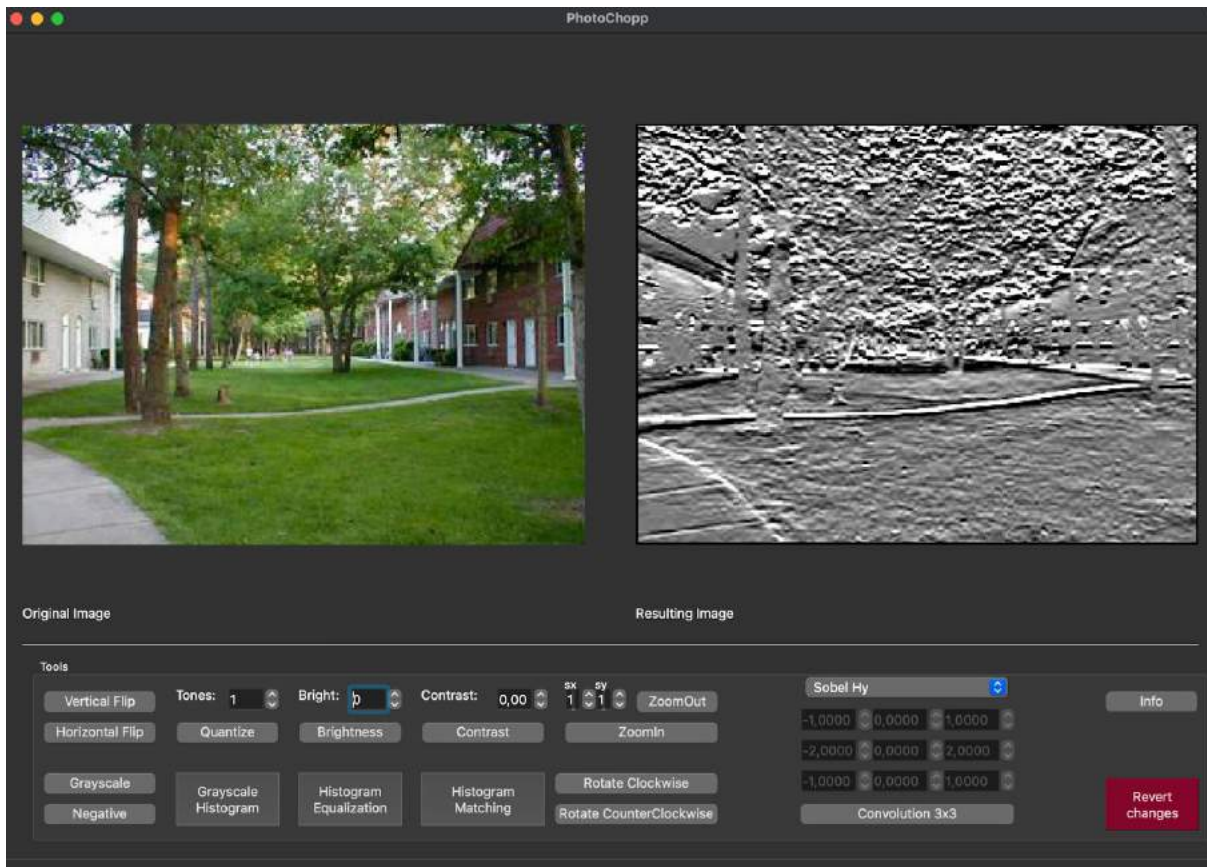 PhotoChopp
Original Image
Resulting Image
Tools
Vertical Flip
Tones: 1
Bright: 0
Contrast: 0,00
sx 1
sy 1
ZoomOut
Sobel Hy
Info
Horizontal Flip
Quantize
Brightness
Contrast
ZoomIn
-1,0000 0,0000 1,0000
-2,0000 0,0000 2,0000
-1,0000 0,0000 1,0000
Grayscale
Negative
Grayscale
Histogram
Histogram
Equalization
Histogram
Matching
Rotate Clockwise
Rotate CounterClockwise
Convolution 3x3
Revert
changes